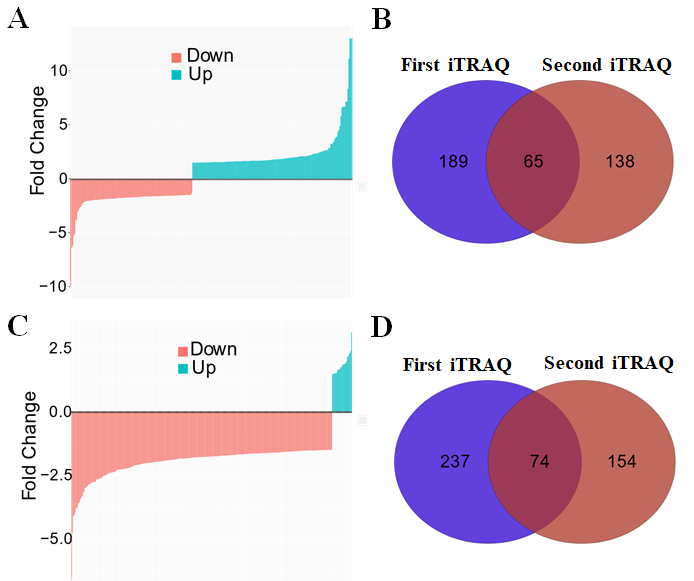 A
Fold Change
10
5
0
−5
−10
Down
Up
B
First iTRAQ
Second iTRAQ
189
65
138
C
Fold Change
2.5
0.0
−2.5
−5.0
Down
Up
D
First iTRAQ
Second iTRAQ
237
74
154